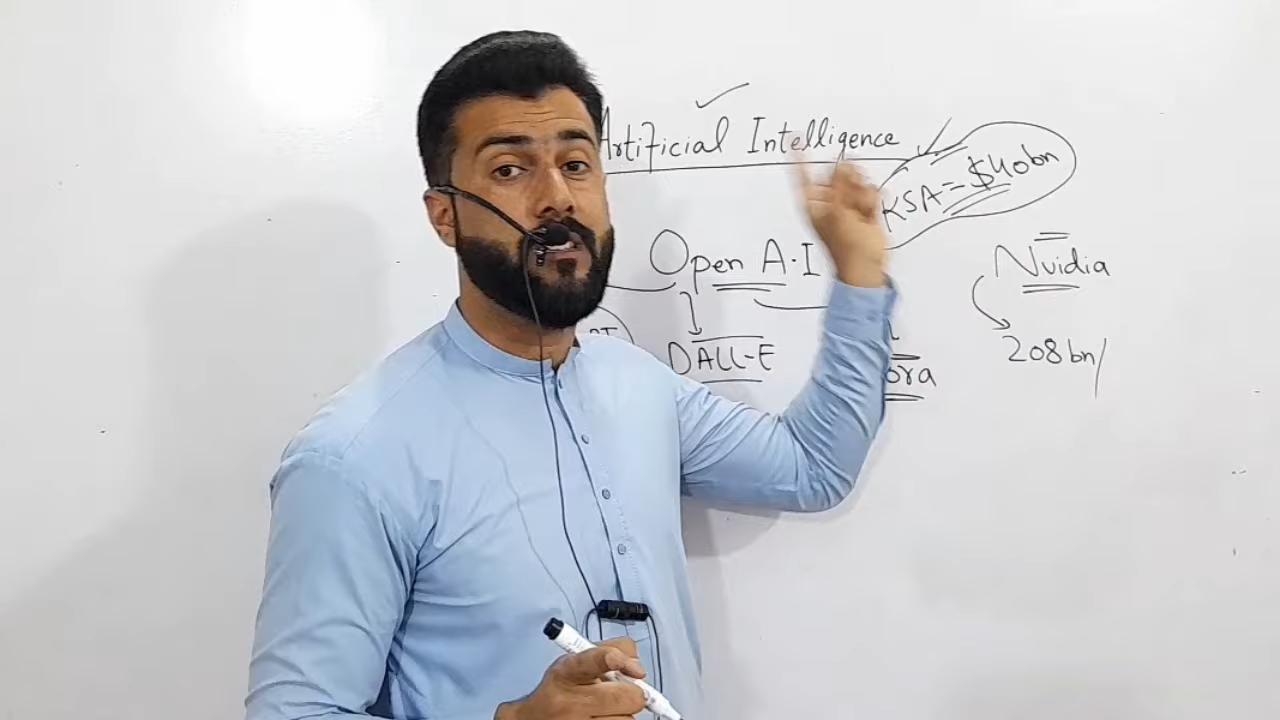 Artificial Intelligence
KSA = $40bn
Open A.I
Nvidia
DALL-E
208 bn/